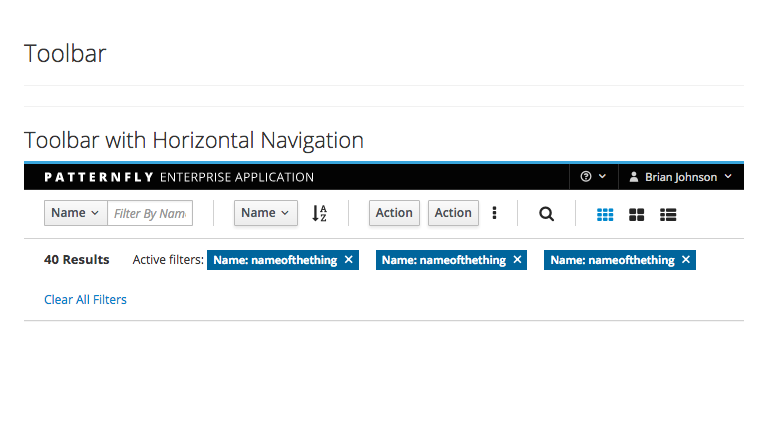 Toolbar
Toolbar with Horizontal Navigation
PATTERNFLY ENTERPRISE APPLICATION Brian Johnson
Name Filter By Nam Name A Z Action Action
40 Results Active filters: Name: nameofthething × Name: nameofthething × Name: nameofthething ×
Clear All Filters